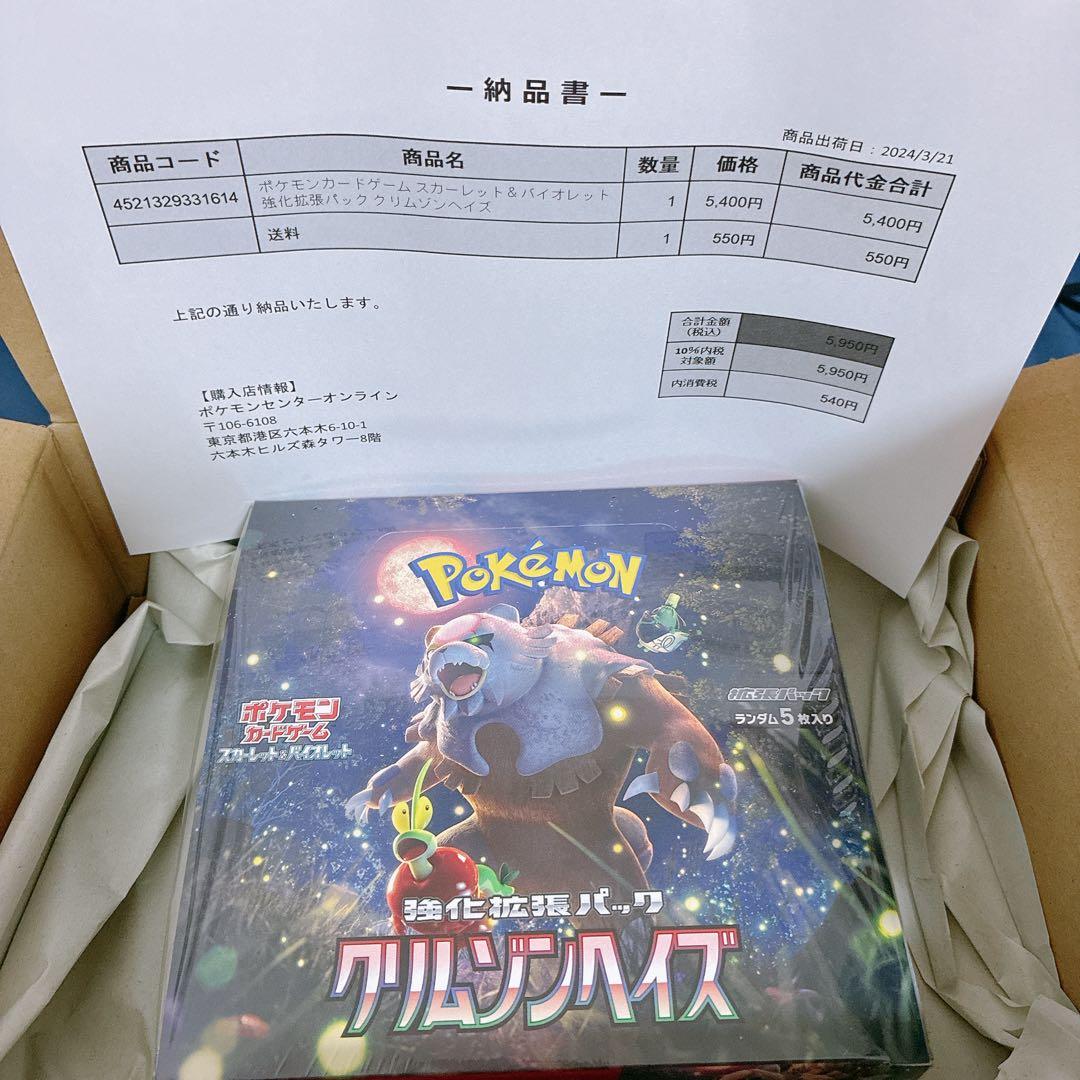 ー 納 品 書 ー
商品出荷日：2024/3/21
商品コード 商品名 数量 価格 商品代金合計
4521329331614 ポケモンカードゲーム スカーレット＆バイオレット 1 5,400円 5,400円
強化拡張パック クリムゾンヘイズ
送料 1 550円 550円
上記の通り納品いたします。
合計金額 5,950円
(税込)
10%内税 5,950円
対象額
内消費税 540円
【購入店情報】
ポケモンセンターオンライン
〒106-6108
東京都港区六本木6-10-1
六本木ヒルズ森タワー8階
POKéMON
ポケモン
カードゲーム
スカーレット&バイオレット
拡張パック
ランダム5枚入り
強化拡張パック
クリムゾンヘイズ